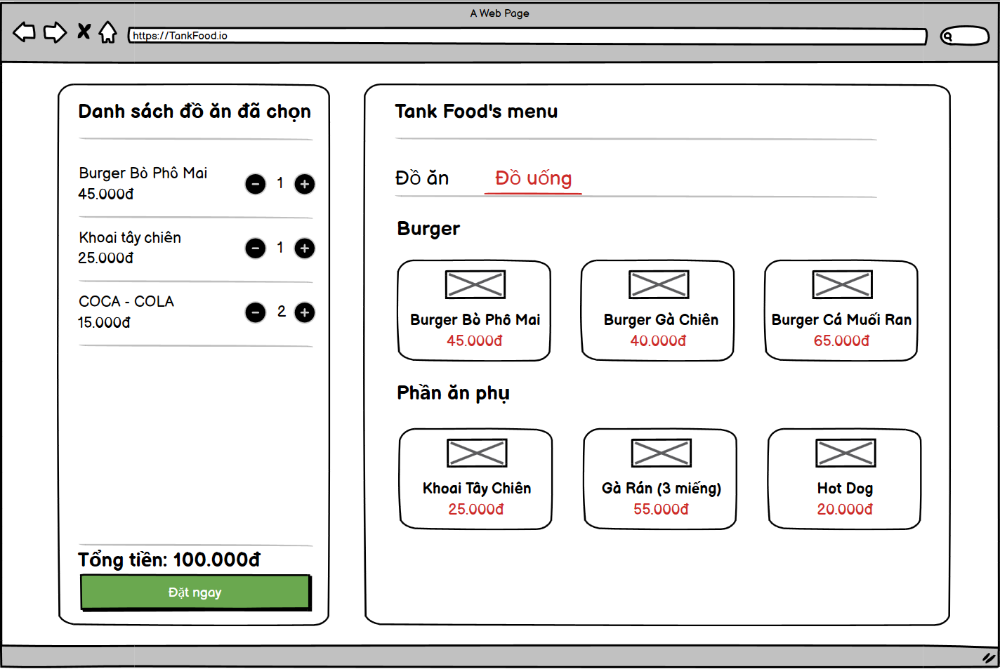 A Web Page
https://TankFood.io
Danh sách đồ ăn đã chọn
Burger Bò Phô Mai
45.000đ
1
Khoai tây chiên
25.000đ
1
COCA - COLA
15.000đ
2
Tổng tiền: 100.000đ
Đặt ngay
Tank Food's menu
Đồ ăn Đồ uống
Burger
Burger Bò Phô Mai
45.000đ
Burger Gà Chiên
40.000đ
Burger Cá Muối Ran
65.000đ
Phần ăn phụ
Khoai Tây Chiên
25.000đ
Gà Rán (3 miếng)
55.000đ
Hot Dog
20.000đ